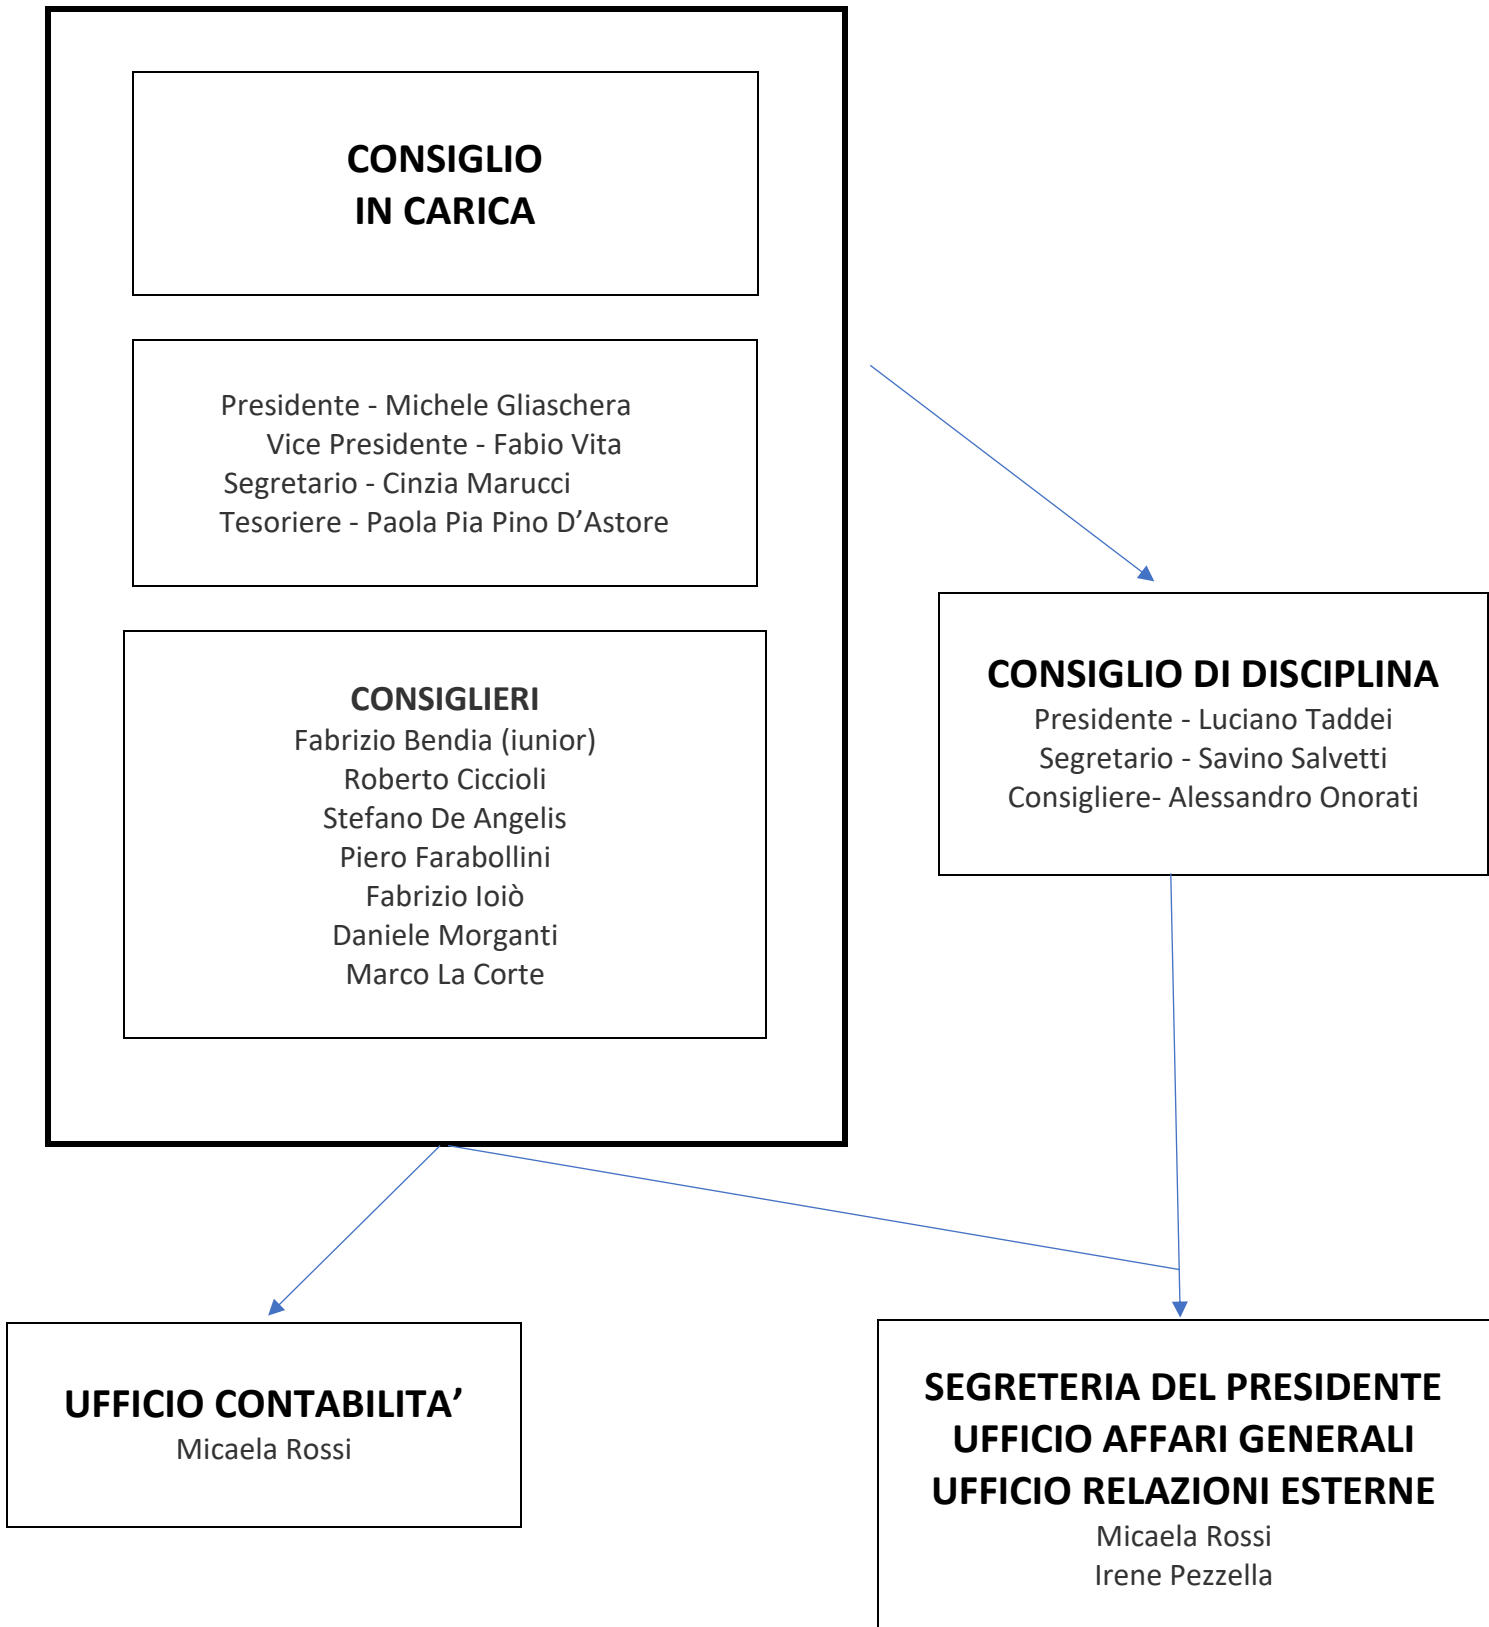 CONSIGLIO
IN CARICA
Presidente - Michele Gliaschera
Vice Presidente - Fabio Vita
Segretario - Cinzia Marucci
Tesoriere - Paola Pia Pino D’Astore
CONSIGLIERI
Fabrizio Bendia (iunior)
Roberto Ciccioli
Stefano De Angelis
Piero Farabollini
Fabrizio Ioiò
Daniele Morganti
Marco La Corte
CONSIGLIO DI DISCIPLINA
Presidente - Luciano Taddei
Segretario - Savino Salvetti
Consigliere- Alessandro Onorati
UFFICIO CONTABILITA’
Micaela Rossi
SEGRETERIA DEL PRESIDENTE
UFFICIO AFFARI GENERALI
UFFICIO RELAZIONI ESTERNE
Micaela Rossi
Irene Pezzella